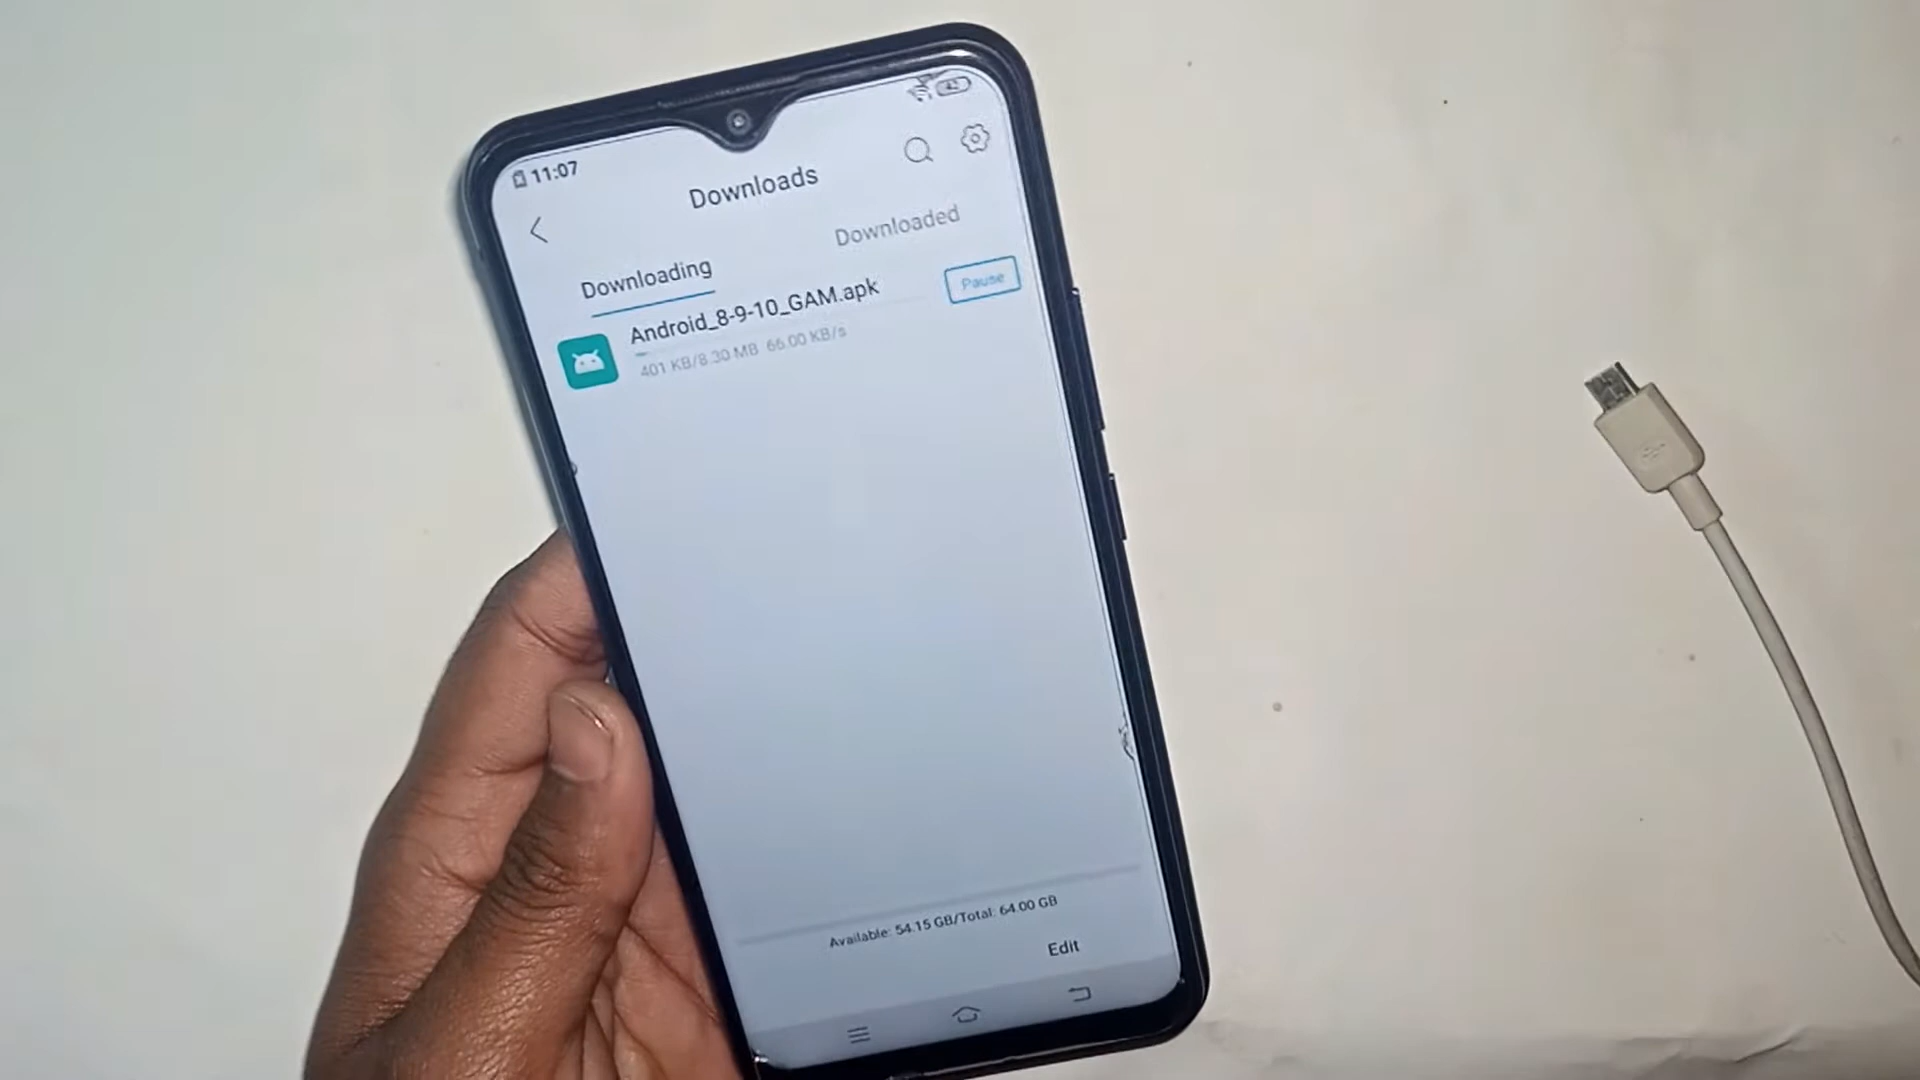 11:07
42
Downloads
Downloading
Downloaded
Android_8-9-10_GAM.apk
Pause
401 KB/8.30 MB 66.00 KB/s
Available: 54.15 GB/Total: 64.00 GB
Edit